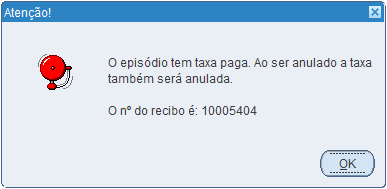 Atenção!
O episódio tem taxa paga. Ao ser anulado a taxa
também será anulada.
O nº do recibo é: 10005404
OK